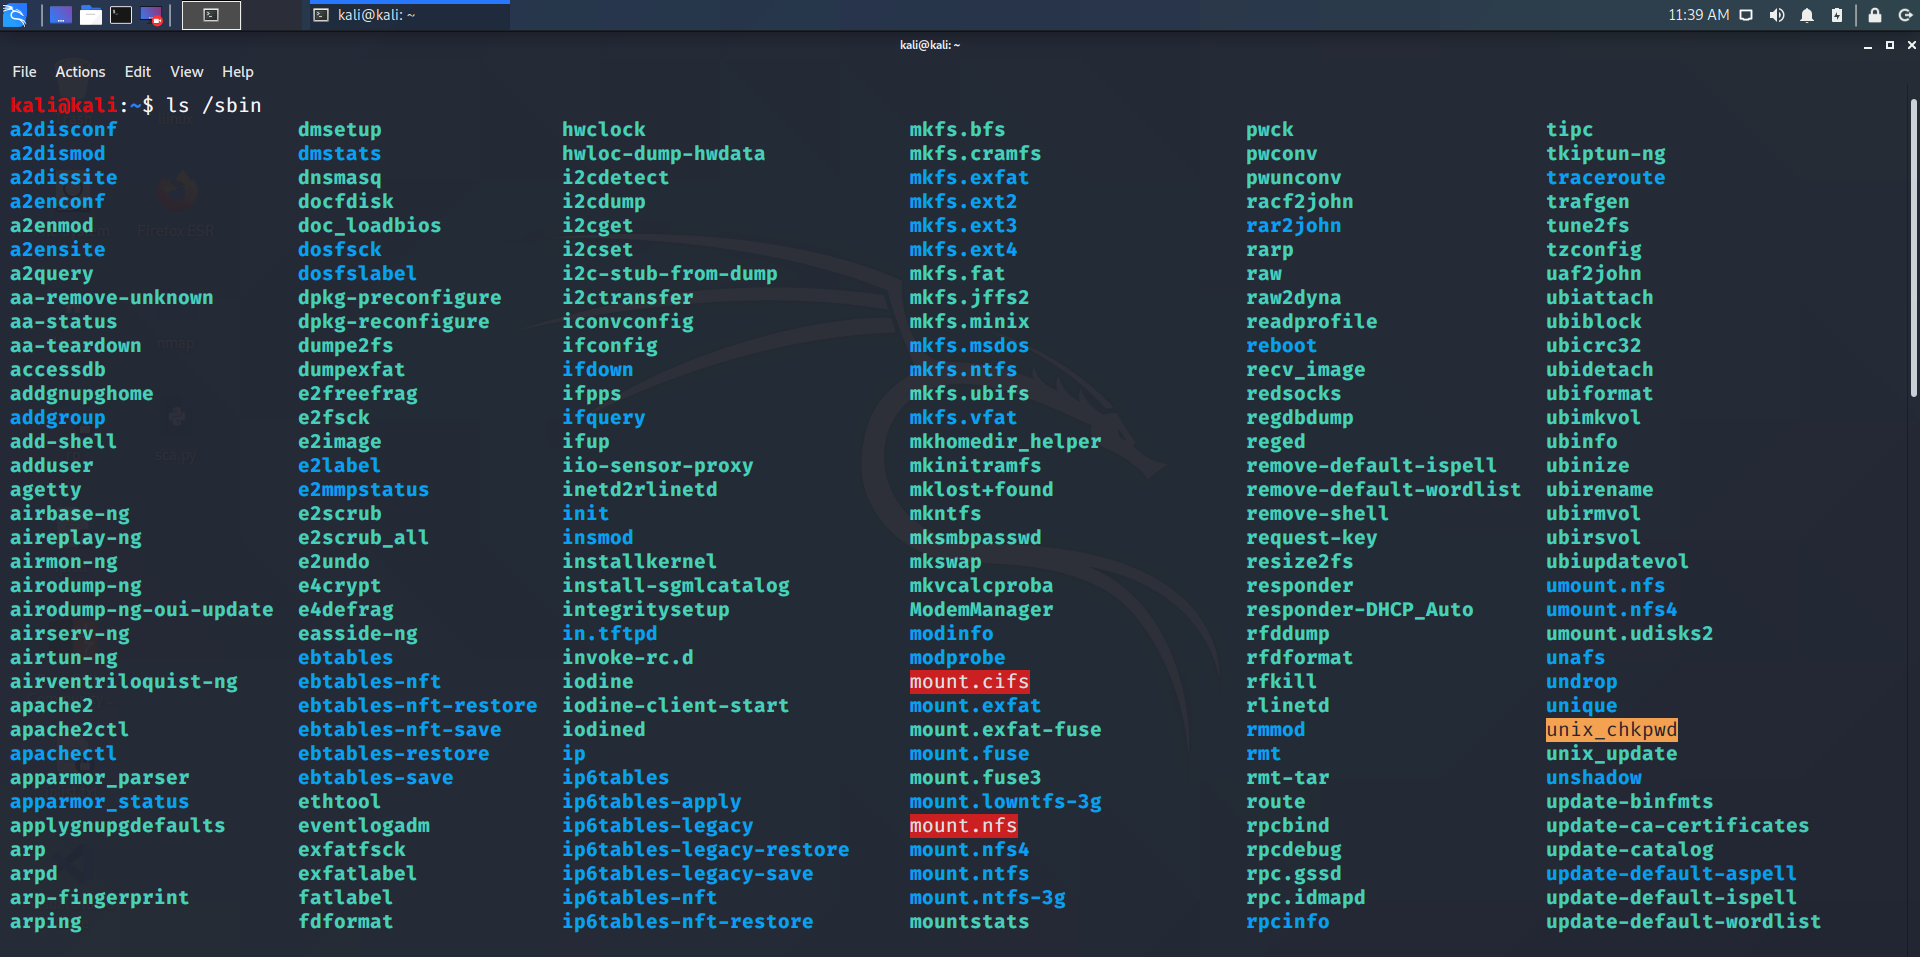 kali@kali: ~ 11:39 AM
kali@kali: ~
File Actions Edit View Help
kali@kali:~$ ls /sbin
a2disconf dmsetup hwclock mkfs.bfs pwck tipc
a2dismod dmstats hwloc-dump-hwdata mkfs.cramfs pwconv tkiptun-ng
a2dissite dnsmasq i2cdetect mkfs.exfat pwunconv traceroute
a2enconf docfdisk i2cdump mkfs.ext2 racf2john trafgen
a2enmod doc_loadbios i2cget mkfs.ext3 rar2john tune2fs
a2ensite dosfsck i2cset mkfs.ext4 rarp tzconfig
a2query dosfslabel i2c-stub-from-dump mkfs.fat raw uaf2john
aa-remove-unknown dpkg-preconfigure i2ctransfer mkfs.jffs2 raw2dyna ubiattach
aa-status dpkg-reconfigure iconvconfig mkfs.minix readprofile ubiblock
aa-teardown dumpe2fs ifconfig mkfs.msdos reboot ubicrc32
accessdb dumpexfat ifdown mkfs.ntfs recv_image ubidetach
addgnupghome e2freefrag ifpps mkfs.ubifs redsocks ubiformat
addgroup e2fsck ifquery mkfs.vfat regdbdump ubimkvol
add-shell e2image ifup mkhomedir_helper reged ubinfo
adduser e2label iio-sensor-proxy mkinitramfs remove-default-ispell ubinize
agetty e2mmpstatus inetd2rlinetd mklost+found remove-default-wordlist ubirename
airbase-ng e2scrub init mkntfs remove-shell ubirmvol
aireplay-ng e2scrub_all insmod mksmbpasswd request-key ubirsvol
airmon-ng e2undo installkernel mkswap resize2fs ubiupdatevol
airodump-ng e4crypt install-sgmlcatalog mkvcalcproba responder umount.nfs
airodump-ng-oui-update e4defrag integritysetup ModemManager responder-DHCP_Auto umount.nfs4
airserv-ng easside-ng in.tftpd modinfo rfddump umount.udisks2
airtun-ng ebtables invoke-rc.d modprobe rfdformat unafs
airventriloquist-ng ebtables-nft iodine mount.cifs rfkill undrop
apache2 ebtables-nft-restore iodine-client-start mount.exfat rlinetd unique
apache2ctl ebtables-nft-save iodined mount.exfat-fuse rmmod unix_chkpwd
apachectl ebtables-restore ip mount.fuse rmt unix_update
apparmor_parser ebtables-save ip6tables mount.fuse3 rmt-tar unshadow
apparmor_status ethtool ip6tables-apply mount.lowntfs-3g route update-binfmts
applygnupgdefaults eventlogadm ip6tables-legacy mount.nfs rpcbind update-ca-certificates
arp exfatfsck ip6tables-legacy-restore mount.nfs4 rpcdebug update-catalog
arpd exfatlabel ip6tables-legacy-save mount.ntfs rpc.gssd update-default-aspell
arp-fingerprint fatlabel ip6tables-nft mount.ntfs-3g rpc.idmapd update-default-ispell
arping fdformat ip6tables-nft-restore mountstats rpcinfo update-default-wordlist